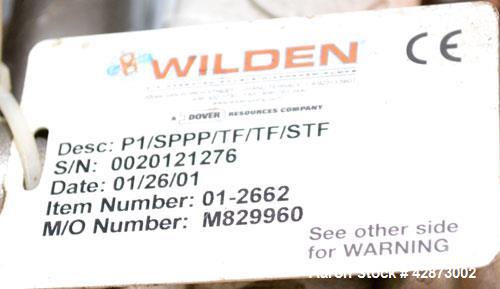 WILDEN
CE
A DOVER RESOURCES COMPANY
Desc: P1/SPPP/TF/TF/STF
S/N: 0020121276
Date: 01/26/01
Item Number: 01-2662
M/O Number: M829960
See other side
for WARNING
Aaron Stock # 42873002